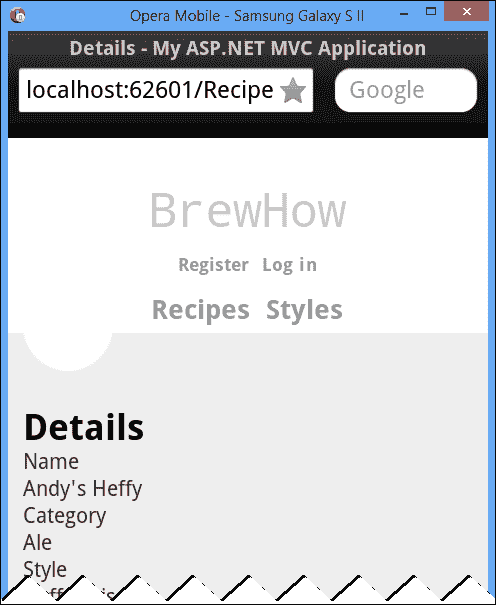 Opera Mobile - Samsung Galaxy S II
Details - My ASP.NET MVC Application
localhost:62601/Recipe Google
BrewHow
Register Log in
Recipes Styles
Details
Name
Andy's Heffy
Category
Ale
Style